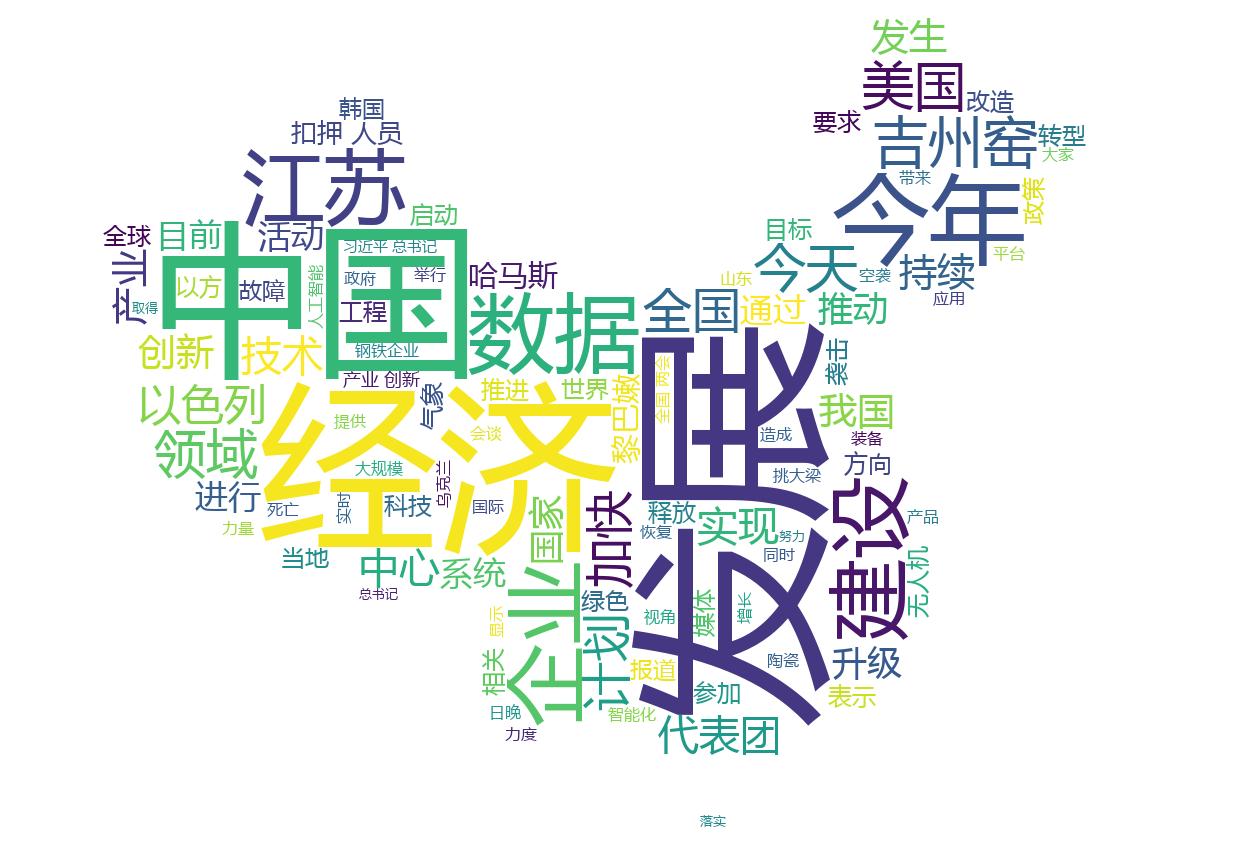 发生
美国
改造
韩国
要求
扣押 人员
吉州窑
转型
大家
江苏
带来
今年
政策
启动
目标
全球
目前
活动
习近平 总书记
平台
产业
中国
人工智能
政府
举行
哈马斯
今天
空袭
持续
山东
以方
故障
应用
取得
工程
数据
全国
通过
推动
创新
技术
钢铁企业
袭击
产业 创新
气象
推进
世界
黎巴嫩
全国 两会
发展
以色列
经济
我国
提供
会谈
造成
装备
领域
大规模
乌克兰
方向
挑大梁
进行
死亡
实时
科技
国际
国家
加快
释放
实现
建设
产品
力量
恢复
努力
当地
中心
系统
同时
无人机
总书记
企业
绿色
显示
计划
视角
媒体
增长
相关
报道
陶瓷
升级
参加
表示
日晚
智能化
力度
代表团
落实